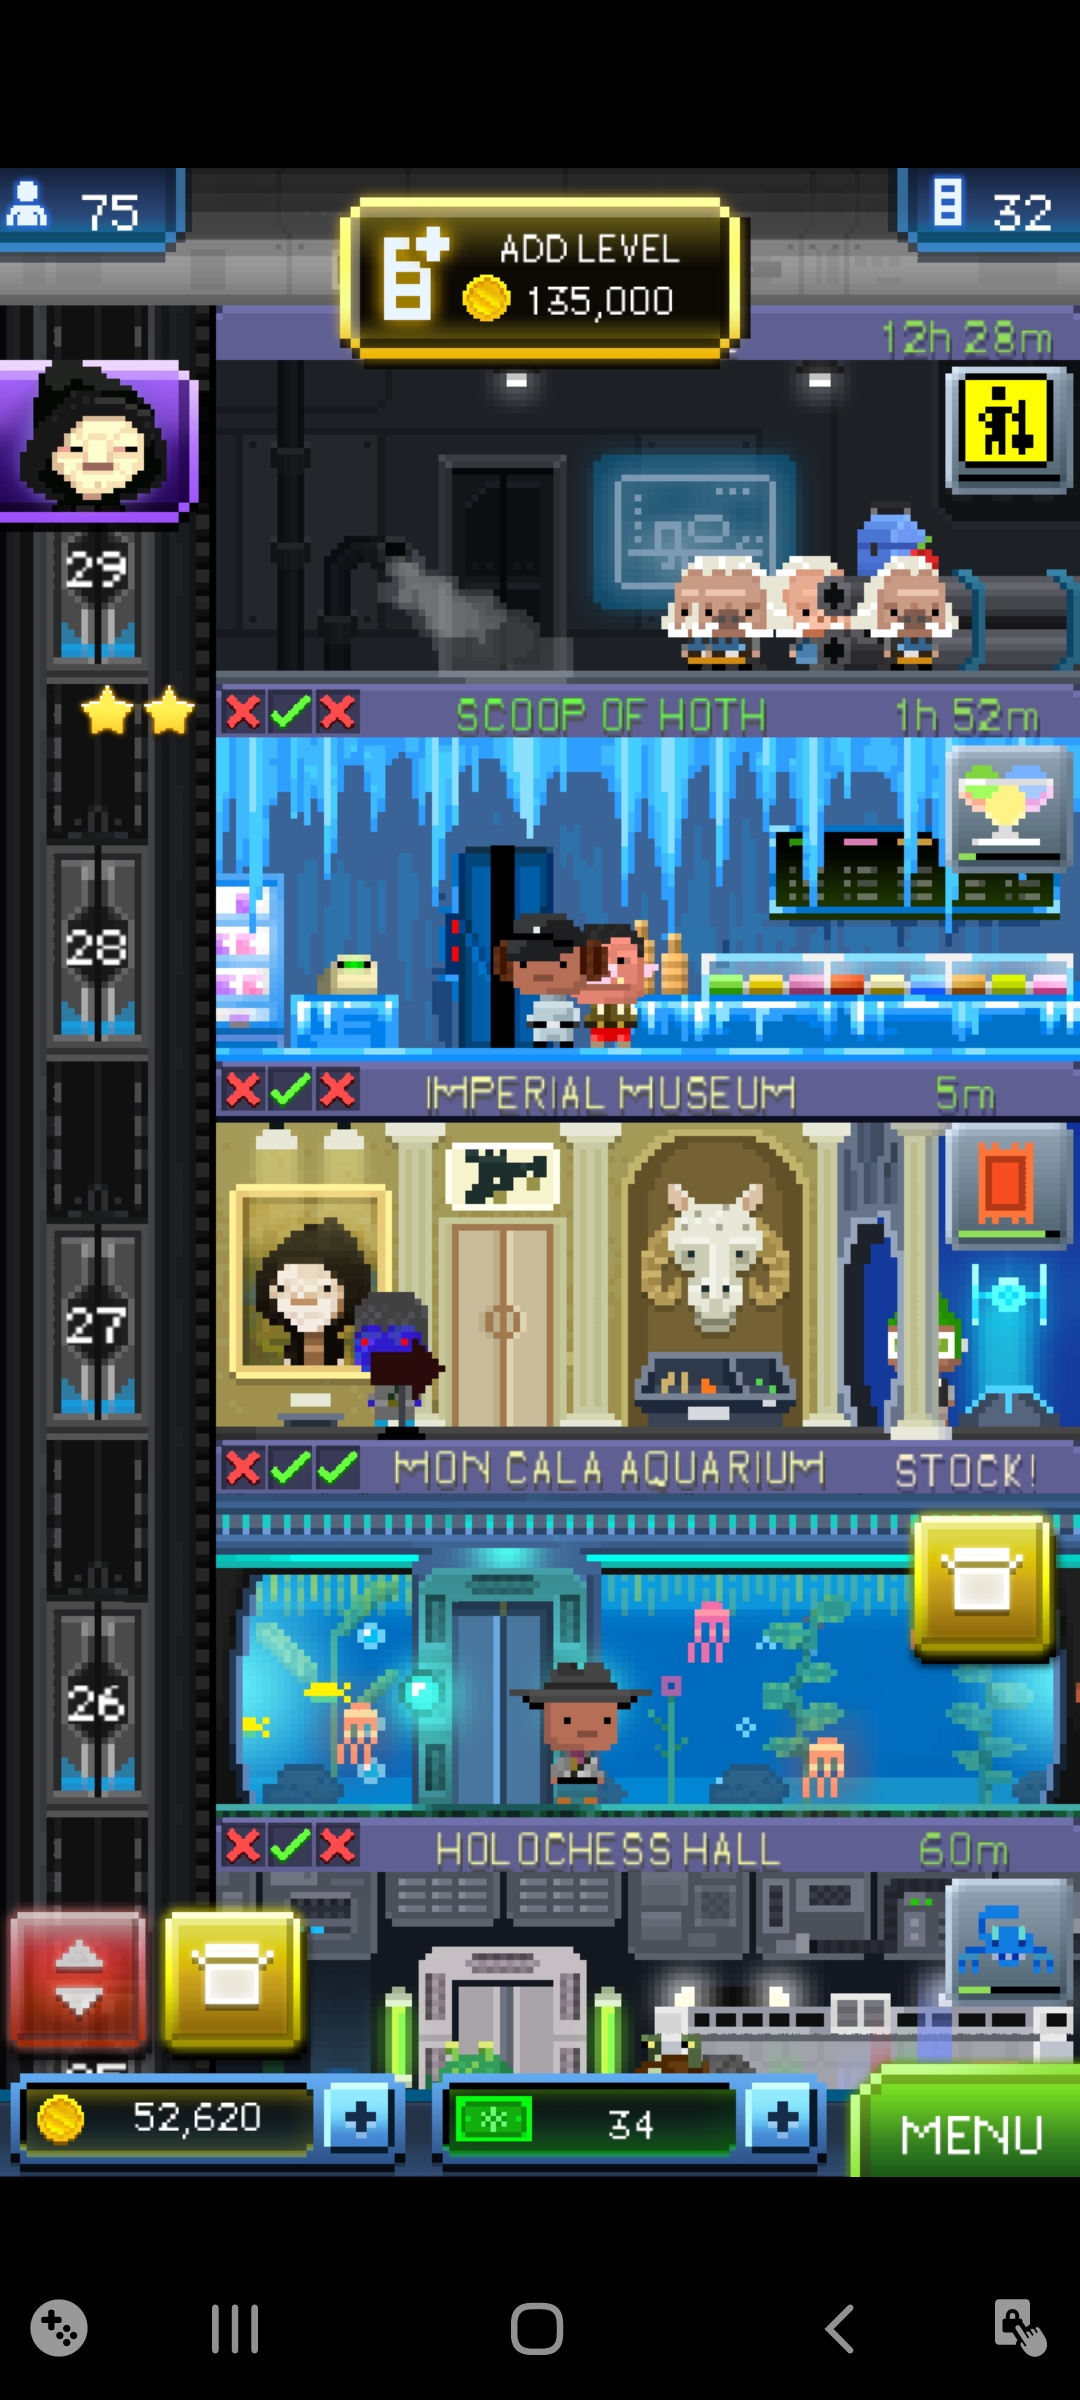 75
ADD LEVEL
135,000
32
12h 28m
29
SCOOP OF HOTH
1h 52m
28
IMPERIAL MUSEUM
5m
27
MON CALA AQUARIUM
STOCK!
26
HOLOCHESS HALL
60m
52,620
34
MENU